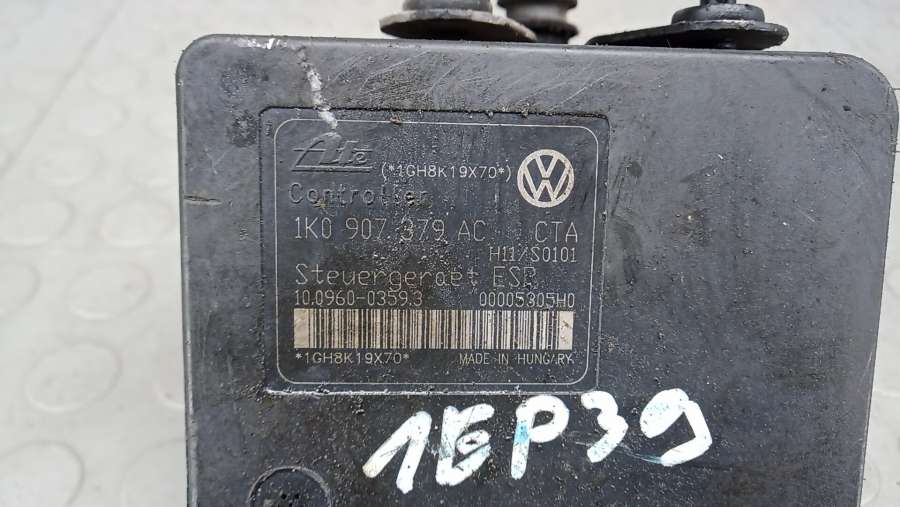 Ate (*1GH8K19X70*)
Controller
1K0 907 379 AC CTA
H11/S0101
Steuergeraet ESP
10.0960-0359.3 00005305H0
*1GH8K19X70* MADE IN HUNGARY
1EP39